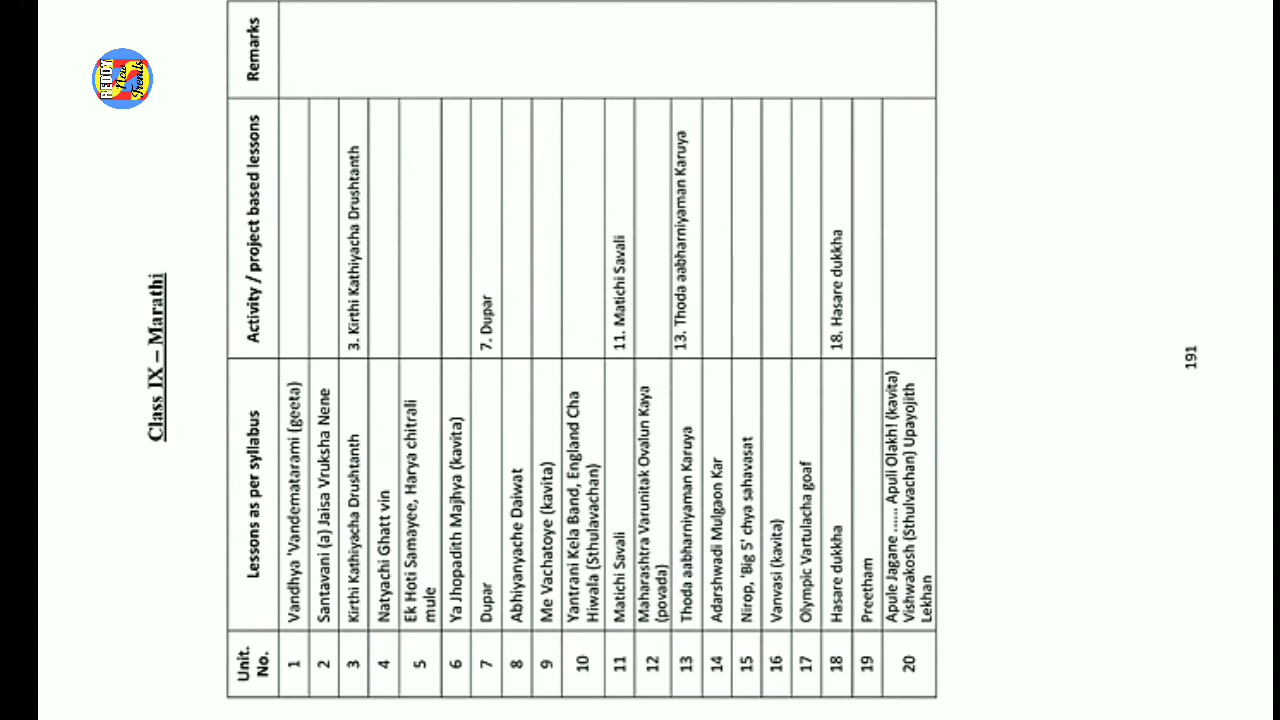 REDDY
New
Trends
Class IX – Marathi
Unit. No. Lessons as per syllabus Activity / project based lessons Remarks
1 Vandhya 'Vandematarami (geeta)
2 Santavani (a) Jaisa Vruksha Nene
3 Kirthi Kathiyacha Drushtanth 3. Kirthi Kathiyacha Drushtanth
4 Natyachi Ghatt vin
5 Ek Hoti Samayee, Harya chitrali
mule
6 Ya Jhopadith Majhya (kavita)
7 Dupar 7. Dupar
8 Abhiyanyache Daiwat
9 Me Vachatoye (kavita)
10 Yantrani Kela Band, England Cha
Hiwala (Sthulavachan)
11 Matichi Savali 11. Matichi Savali
12 Maharashtra Varunitak Ovalun Kaya
(povada)
13 Thoda aabharniyaman Karuya 13. Thoda aabharniyaman Karuya
14 Adarshwadi Mulgaon Kar
15 Nirop, 'Big 5' chya sahavasat
16 Vanvasi (kavita)
17 Olympic Vartulacha goaf
18 Hasare dukkha 18. Hasare dukkha
19 Preetham
20 Apule Jagane ...... Apuli Olakh! (kavita)
Vishwakosh (Sthulvachan) Upayojith
Lekhan
191